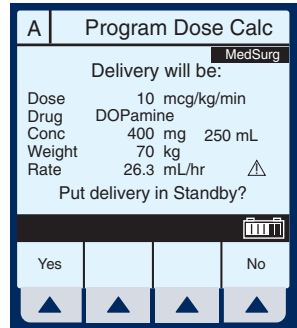 A Program Dose Calc
MedSurg
Delivery will be:
Dose 10 mcg/kg/min
Drug DOPamine
Conc 400 mg 250 mL
Weight 70 kg
Rate 26.3 mL/hr
Put delivery in Standby?
Yes No